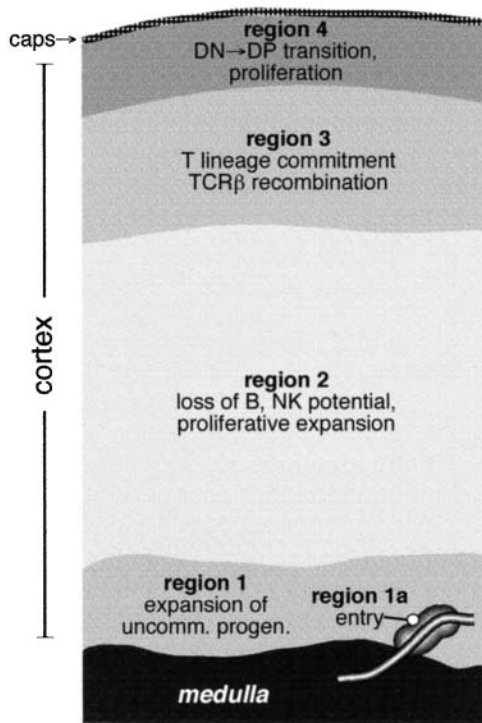 caps→
region 4
DN→DP transition,
proliferation
region 3
T lineage commitment
TCRβ recombination
cortex
region 2
loss of B, NK potential,
proliferative expansion
region 1
expansion of
uncomm. progen.
region 1a
entry
medulla